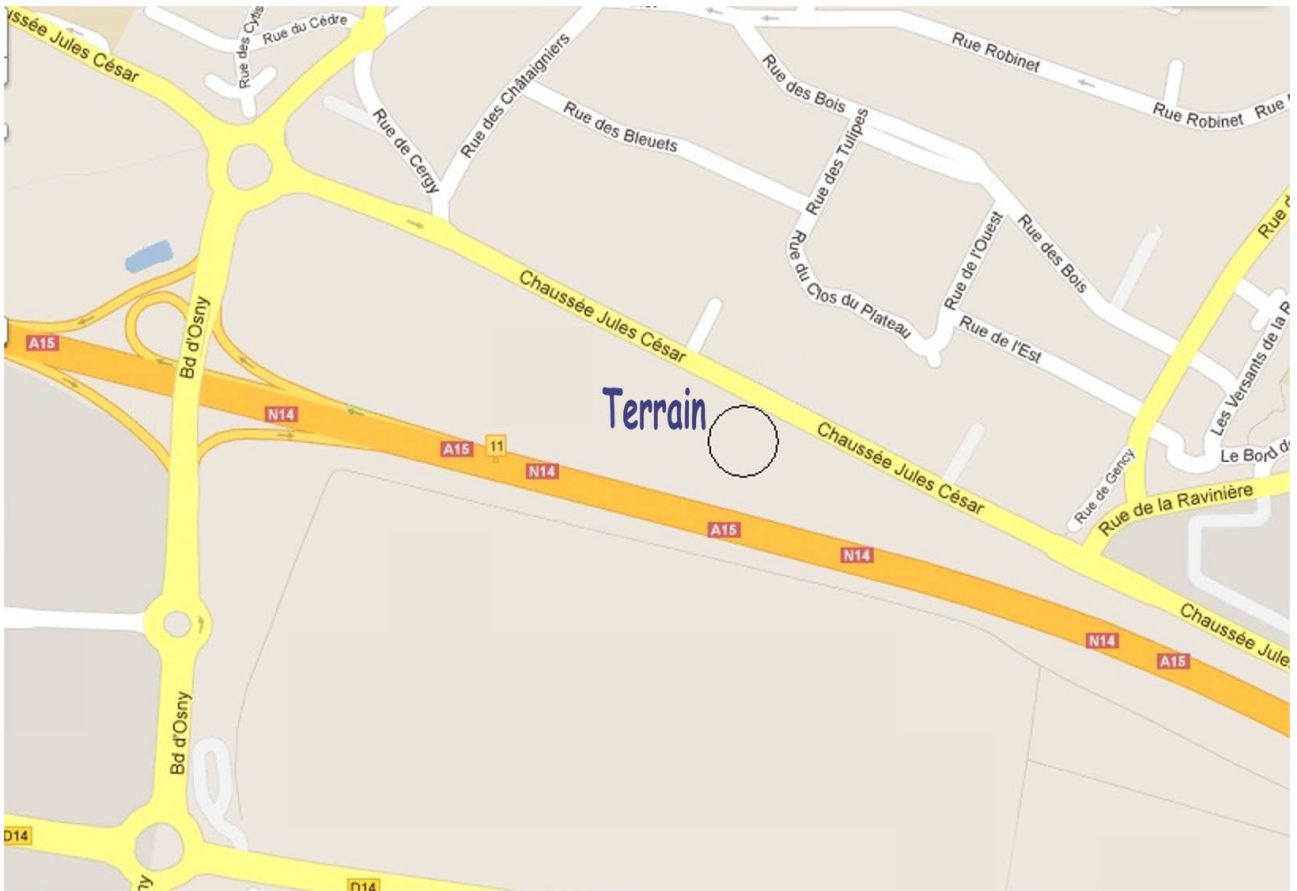 Jules César
Rue du Cèdre
Rue des Châtaigniers
Rue de Cergy
Rue des Bleuets
Rue des Bois
Rue Robinet
Rue Robinet
Rue
Rue des Tulipes
Rue du Clos du Plateau
Rue de l'Ouest
Rue des Bois
Rue de l'Est
Les Versants de la
Le Bord
Rue de Gency
Rue de la Ravinière
Chaussée Jules César
Bd d'Osny
A15
N14
Terrain
A15
11
N14
Chaussée Jules César
A15
N14
Chaussée Jules
N14
A15
Bd d'Osny
D14
D14